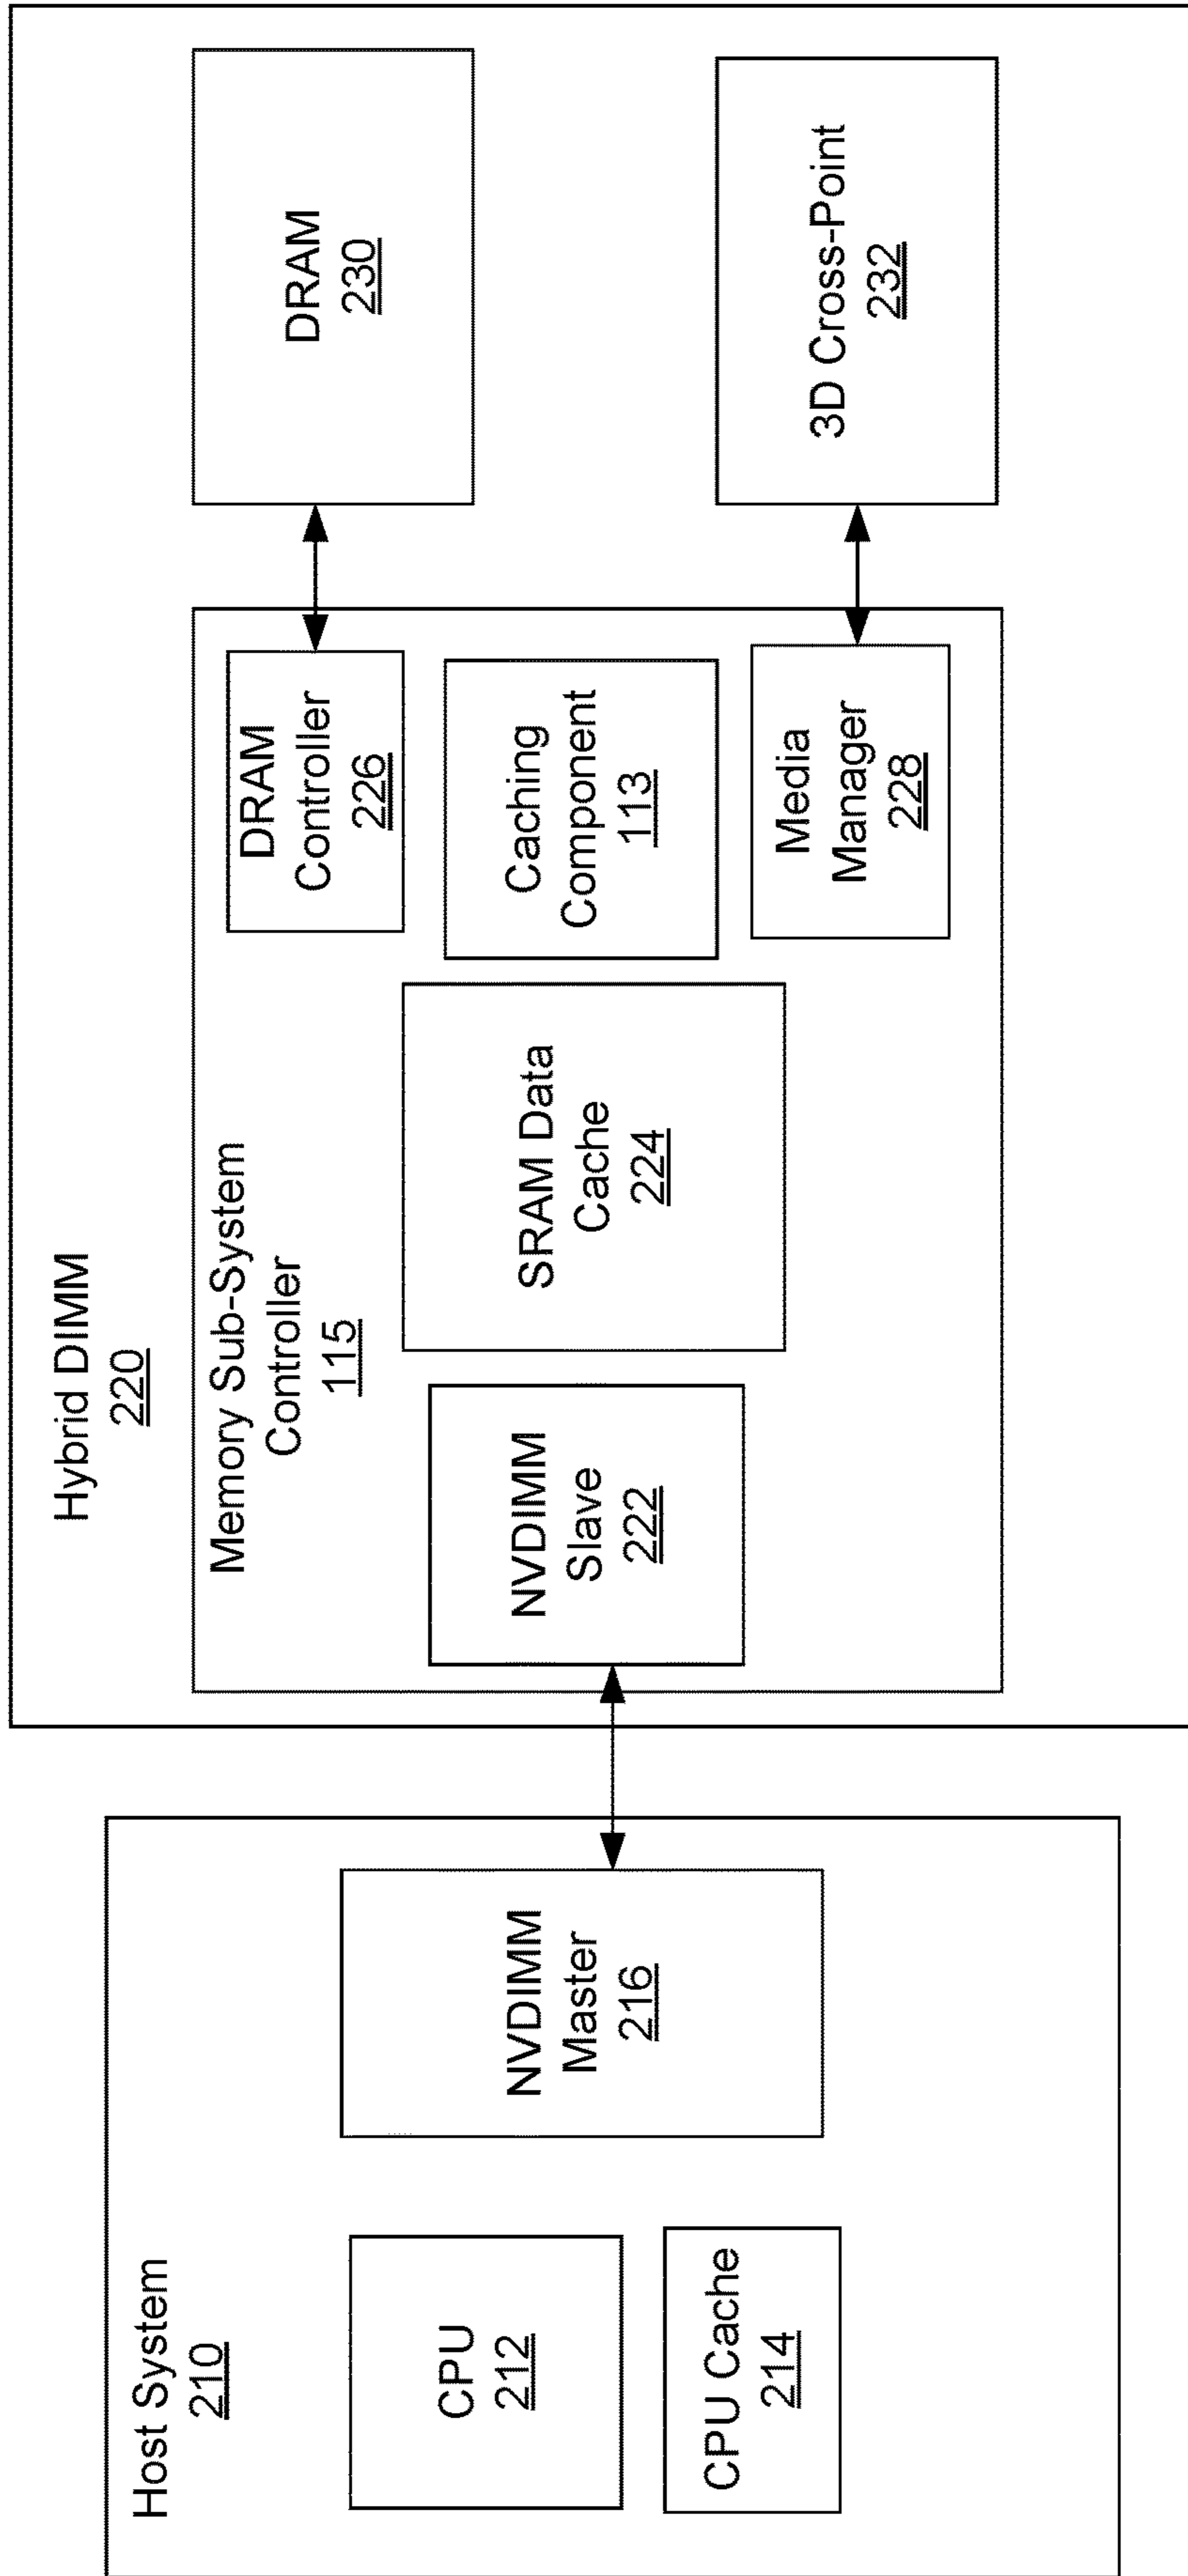 Host System
210
CPU
212
CPU Cache
214
NVDIMM
Master
216
Hybrid DIMM
220
Memory Sub-System
Controller
115
NVDIMM
Slave
222
SRAM Data
Cache
224
DRAM
Controller
226
Caching
Component
113
Media
Manager
228
DRAM
230
3D Cross-Point
232